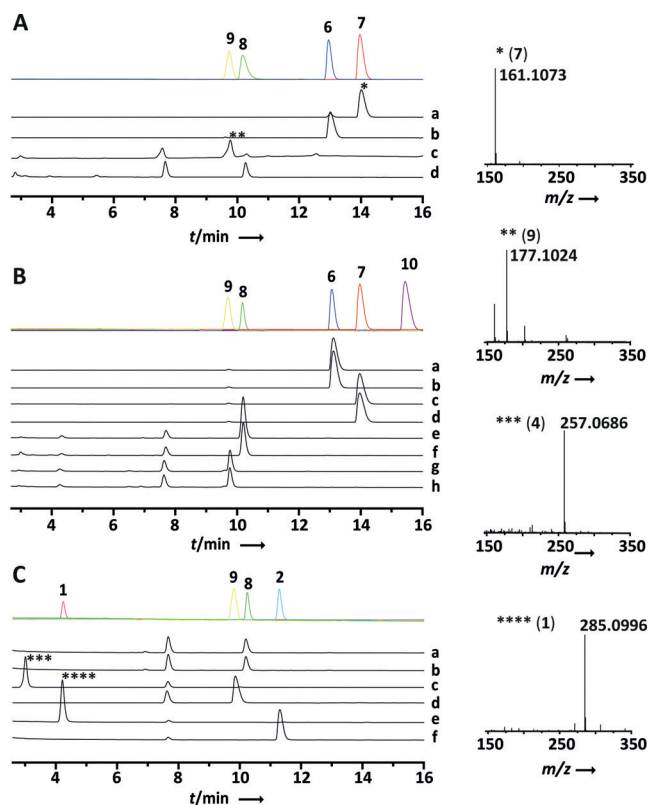 A
9
8
6
7
*
a
b
**
c
d
4
6
8
10
12
14
16
t/min
B
9
8
6
7
10
a
b
c
d
e
f
g
h
4
6
8
10
12
14
16
t/min
C
1
9
8
2
a
b
***
c
****
d
e
f
4
6
8
10
12
14
16
t/min
* (7)
161.1073
150
250
350
m/z
** (9)
177.1024
150
250
350
m/z
*** (4)
257.0686
150
250
350
m/z
**** (1)
285.0996
150
250
350
m/z